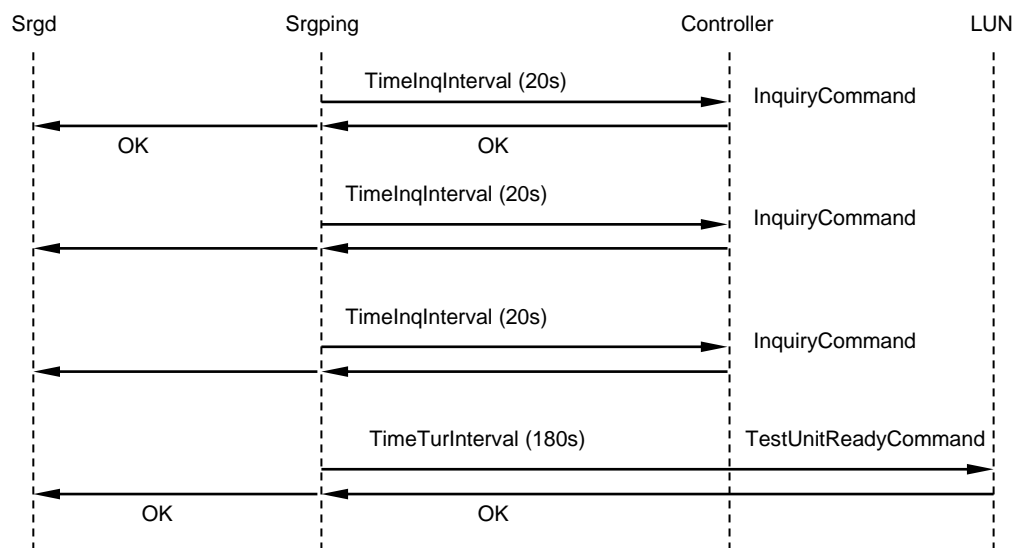 Srgd Srgping Controller LUN
TimeInqInterval (20s)
InquiryCommand
OK OK
TimeInqInterval (20s)
InquiryCommand
TimeInqInterval (20s)
InquiryCommand
TimeTurInterval (180s) TestUnitReadyCommand
OK OK